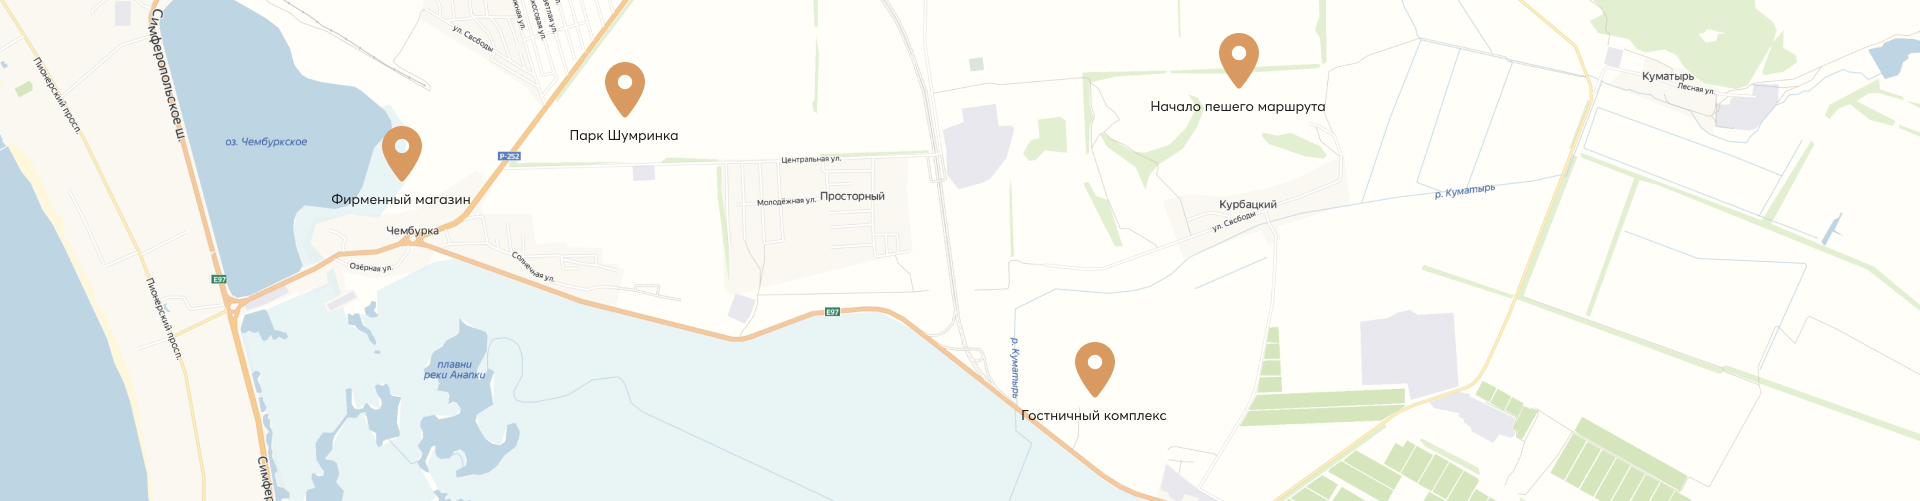 Симферопольское ш.
Пионерский просп.
ул. Свободы
оз. Чембуркское
Фирменный магазин
Парк Шумринка
Р-252
Центральная ул.
Молодёжная ул.
Просторный
Начало пешего маршрута
Куматырь
Лесная ул.
р. Куматырь
Курбацкий
ул. Свободы
Чембурка
Озёрная ул.
Солнечная ул.
E97
Пионерский просп.
E97
плавни
реки Анапки
р. Куматырь
Гостничный комплекс
Симфер